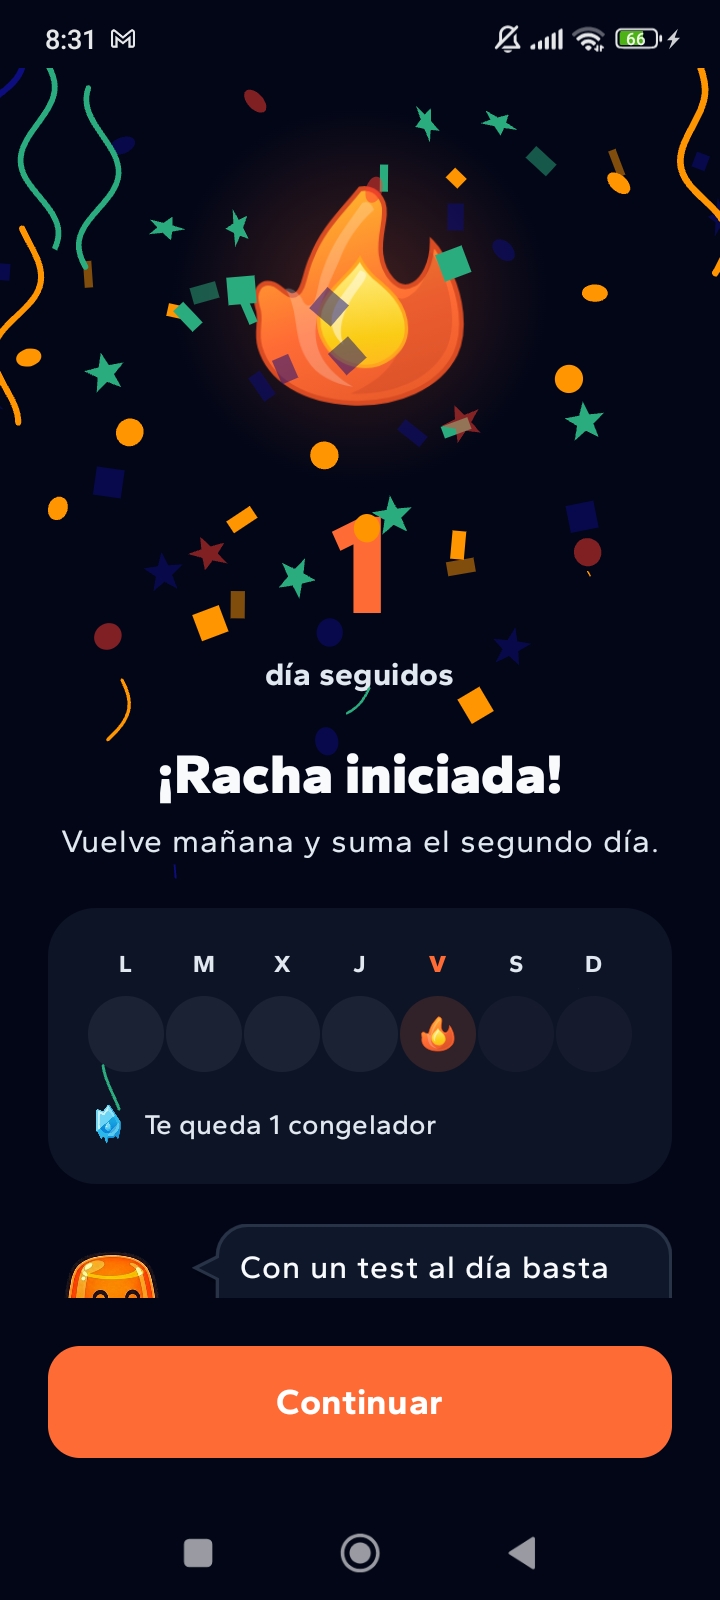 8:31
66
1
día seguidos
¡Racha iniciada!
Vuelve mañana y suma el segundo día.
L M X J V S D
Te queda 1 congelador
Con un test al día basta
Continuar